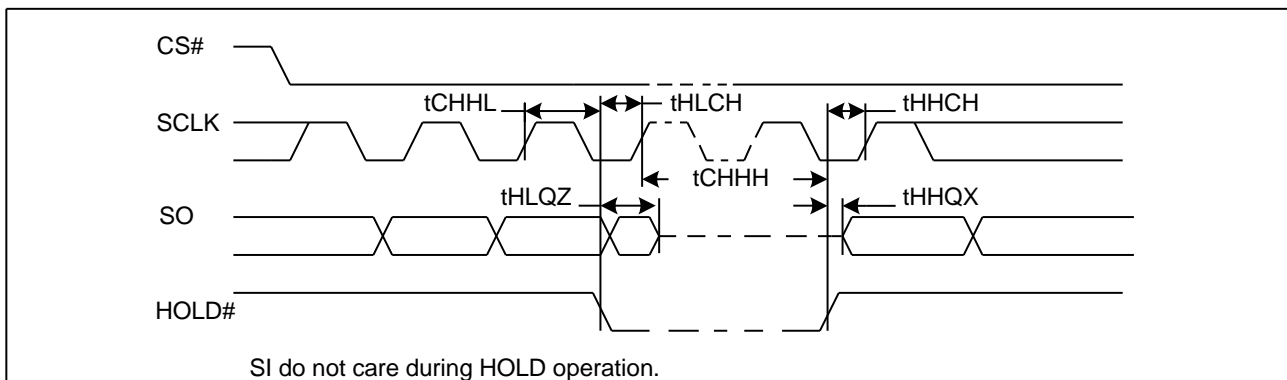 CS#
tCHHL
tHLCH
tHHCH
SCLK
tCHHH
tHLQZ
tHHQX
SO
HOLD#
SI do not care during HOLD operation.